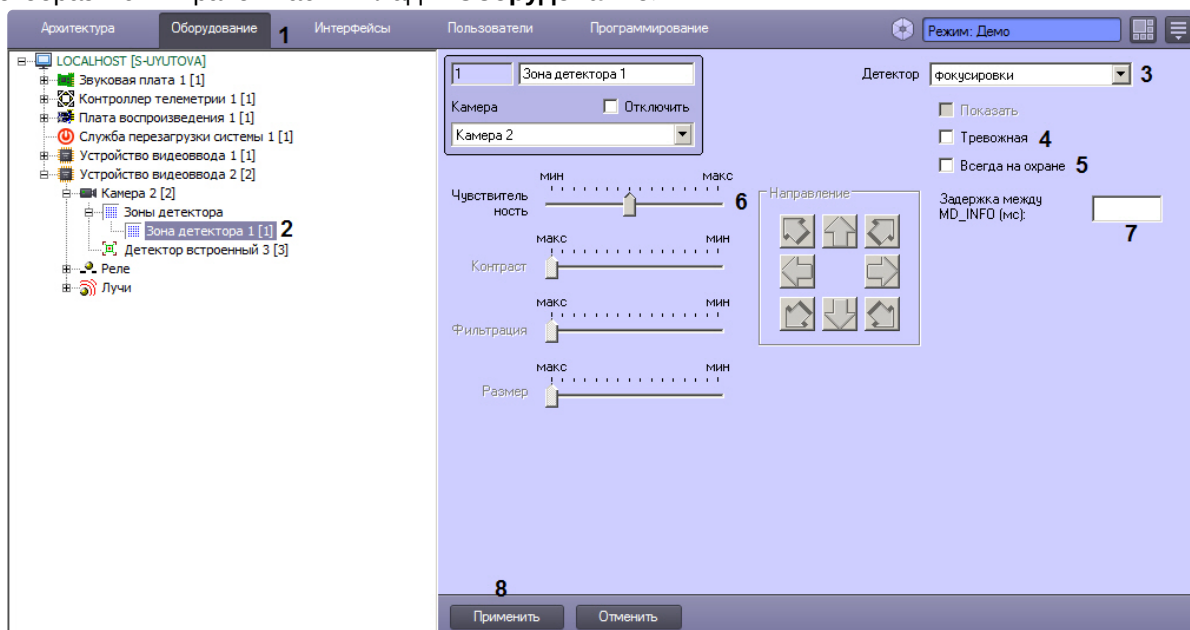 Архитектура Оборудование 1 Интерфейсы Пользователи Программирование Режим: Демо
LOCALHOST [S-UYUTOVA]
Звуковая плата 1 [1]
Контроллер телеметрии 1 [1]
Плата воспроизведения 1 [1]
Служба перезагрузки системы 1 [1]
Устройство видеоввода 1 [1]
Устройство видеоввода 2 [2]
Камера 2 [2]
Зоны детектора
Зона детектора 1 [1] 2
Детектор встроенный 3 [3]
Реле
Лучи
1 Зона детектора 1
Камера Отключить
Камера 2
Детектор фокусировки 3
Показать
Тревожная 4
Всегда на охране 5
Задержка между
MD_INFO (мс):
7
мин макс
Чувствитель
ность
6
Направление
макс мин
Контраст
макс мин
Фильтрация
макс мин
Размер
8
Применить Отменить